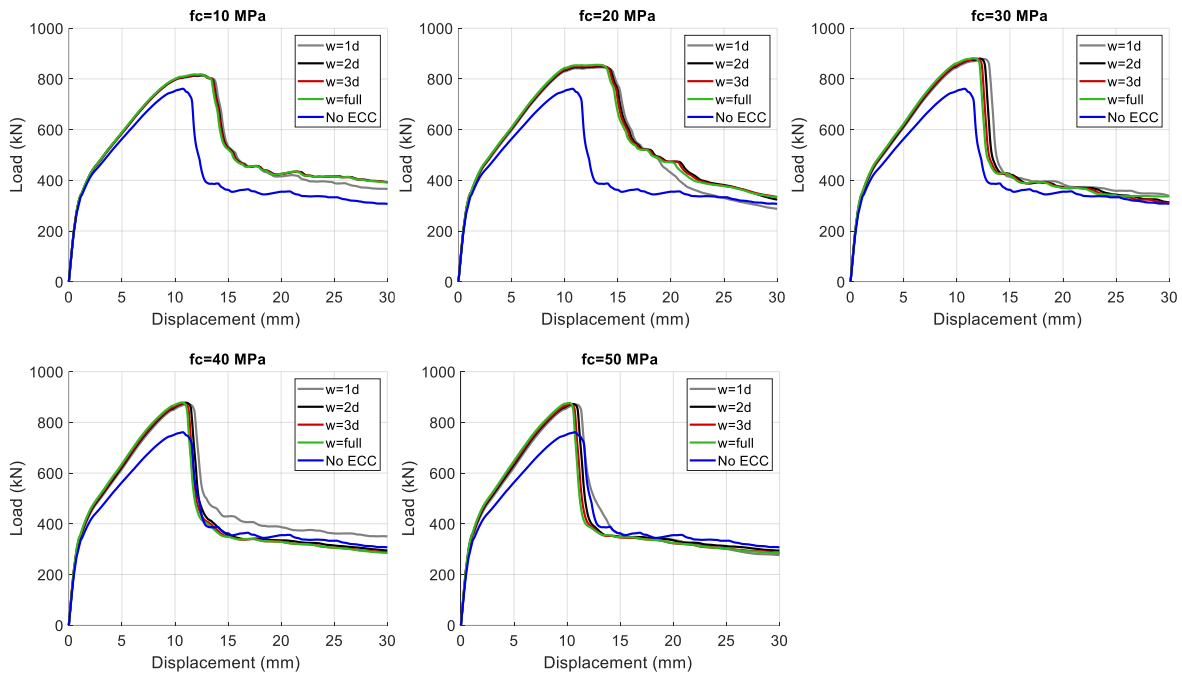 fc=10 MPa
1000
800
600
400
200
0
0 5 10 15 20 25 30
Load (kN)
Displacement (mm)
w=1d
w=2d
w=3d
w=full
No ECC
fc=20 MPa
1000
800
600
400
200
0
0 5 10 15 20 25 30
Load (kN)
Displacement (mm)
w=1d
w=2d
w=3d
w=full
No ECC
fc=30 MPa
1000
800
600
400
200
0
0 5 10 15 20 25 30
Load (kN)
Displacement (mm)
w=1d
w=2d
w=3d
w=full
No ECC
fc=40 MPa
1000
800
600
400
200
0
0 5 10 15 20 25 30
Load (kN)
Displacement (mm)
w=1d
w=2d
w=3d
w=full
No ECC
fc=50 MPa
1000
800
600
400
200
0
0 5 10 15 20 25 30
Load (kN)
Displacement (mm)
w=1d
w=2d
w=3d
w=full
No ECC